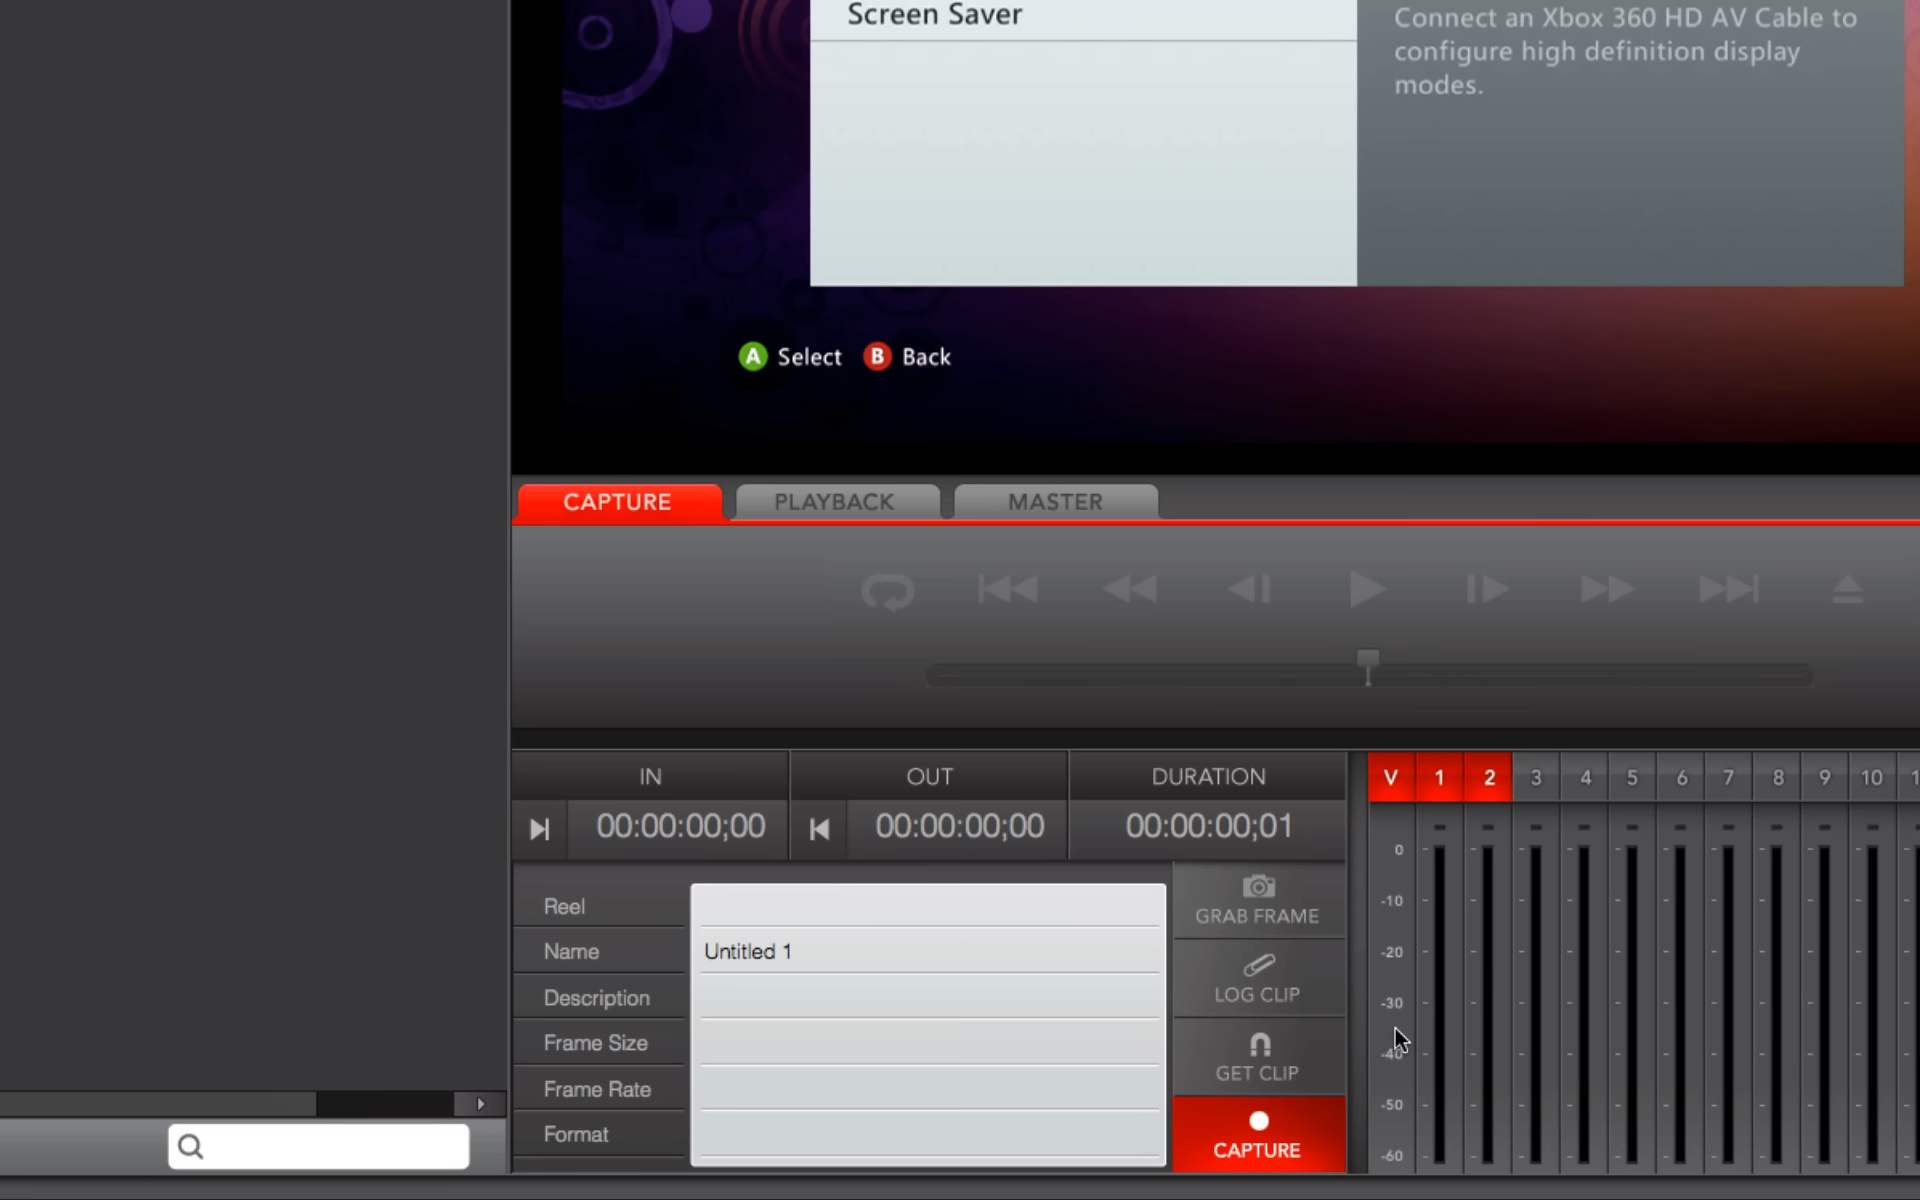 Screen Saver
Connect an Xbox 360 HD AV Cable to
configure high definition display
modes.
A Select B Back
CAPTURE PLAYBACK MASTER
IN OUT DURATION
00:00:00;00 00:00:00;00 00:00:00;01
V 1 2 3 4 5 6 7 8 9 10 1
Reel
Name Untitled 1
Description
Frame Size
Frame Rate
Format
GRAB FRAME
LOG CLIP
GET CLIP
CAPTURE
0
-10
-20
-30
-40
-50
-60